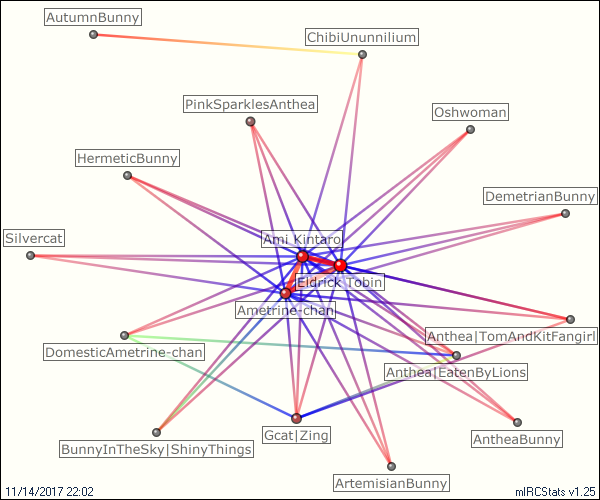 AutumnBunny
ChibiUnunnilium
PinkSparklesAnthea
Oshwoman
HermeticBunny
DemetrianBunny
Silvercat
Ami_Kintaro
EldrickTobin
Ametrine-chan
Anthea|TomAndKitFangirl
DomesticAmetrine-chan
Anthea|EatenByLions
Gcat|Zing
AntheaBunny
BunnyInTheSky|ShinyThings
ArtemisianBunny
11/14/2017 22:02
mIRCStats v1.25